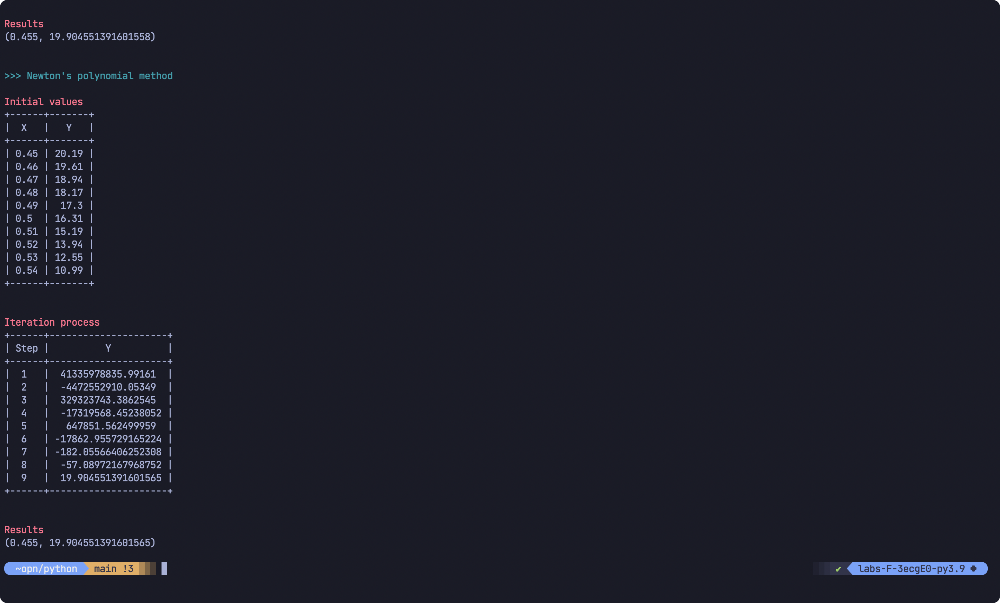 Results
(0.455, 19.904551391601558)
>>> Newton's polynomial method
Initial values
+------+-------+
|  X   |   Y   |
+------+-------+
| 0.45 | 20.19 |
| 0.46 | 19.61 |
| 0.47 | 18.94 |
| 0.48 | 18.17 |
| 0.49 |  17.3 |
| 0.5  | 16.31 |
| 0.51 | 15.19 |
| 0.52 | 13.94 |
| 0.53 | 12.55 |
| 0.54 | 10.99 |
+------+-------+
Iteration process
+------+---------------------+
| Step |          Y          |
+------+---------------------+
|  1   |  41335978835.99161  |
|  2   |  -4472552910.05349  |
|  3   |  329323743.3862545  |
|  4   |  -17319568.45238052 |
|  5   |   647851.562499959  |
|  6   | -17862.955729165224 |
|  7   | -182.05566406252308 |
|  8   |  -57.08972167968752 |
|  9   |  19.904551391601565 |
+------+---------------------+
Results
(0.455, 19.904551391601565)
~opn/python main !3 ✔ labs-F-3ecgE0-py3.9